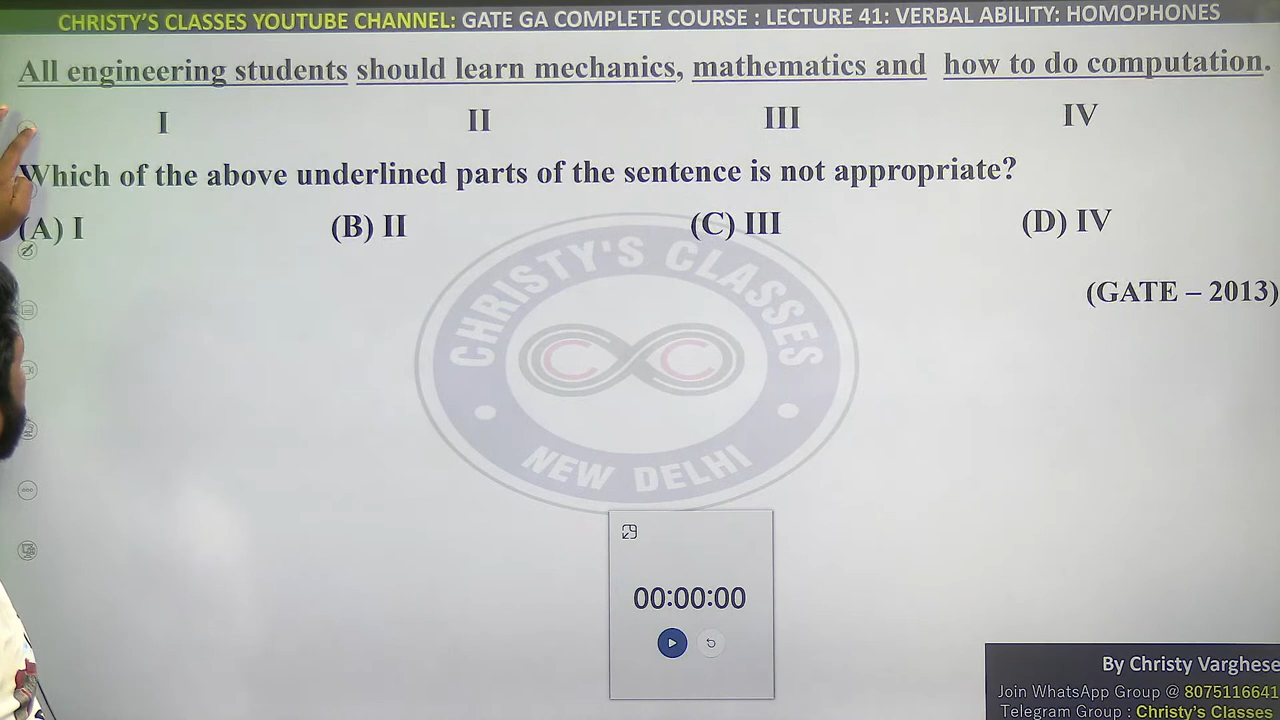 CHRISTY'S CLASSES YOUTUBE CHANNEL: GATE GA COMPLETE COURSE : LECTURE 41: VERBAL ABILITY: HOMOPHONES
All engineering students should learn mechanics, mathematics and how to do computation.
I II III IV
Which of the above underlined parts of the sentence is not appropriate?
(A) I (B) II (C) III (D) IV
(GATE – 2013)
CHRISTY'S CLASSES
NEW DELHI
00:00:00
By Christy Varghese
Join WhatsApp Group @ 8075116641
Telegram Group : Christy's Classes